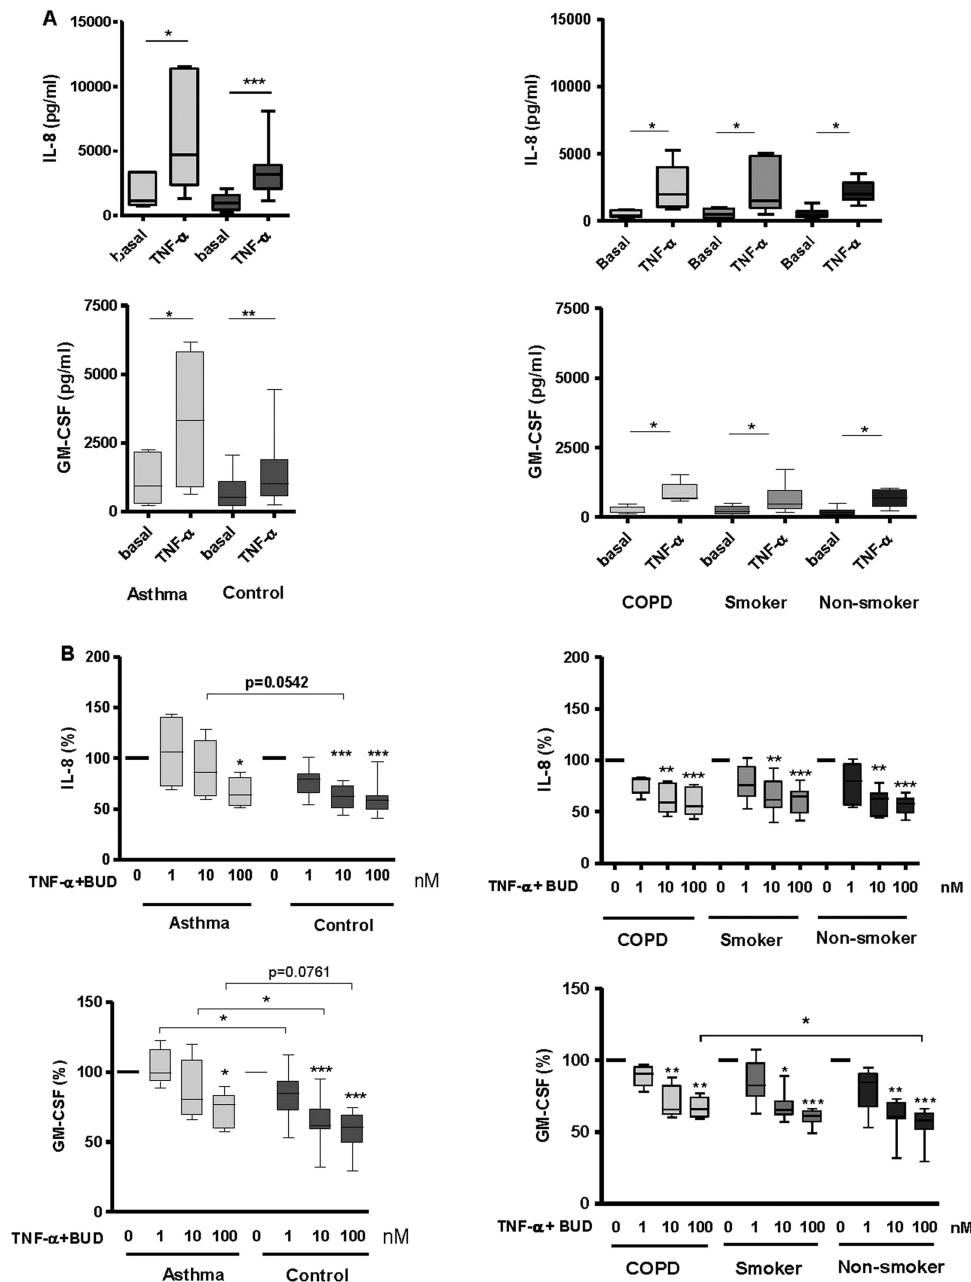 A
IL-8 (pg/ml)
15000
10000
5000
0
*
***
basal
TNF-α
basal
TNF-α
IL-8 (pg/ml)
15000
10000
5000
0
*
*
*
Basal
TNF-α
Basal
TNF-α
Basal
TNF-α
GM-CSF (pg/ml)
7500
5000
2500
0
*
**
basal
TNF-α
basal
TNF-α
Asthma
Control
GM-CSF (pg/ml)
7500
5000
2500
0
*
*
*
basal
TNF-α
basal
TNF-α
basal
TNF-α
COPD
Smoker
Non-smoker
B
IL-8 (%)
200
150
100
50
0
p=0.0542
*
***
***
TNF-α+BUD 0 1 10 100 0 1 10 100 nM
Asthma
Control
IL-8 (%)
200
150
100
50
0
**
***
**
***
**
***
TNF-α+BUD 0 1 10 100 0 1 10 100 0 1 10 100 nM
COPD
Smoker
Non-smoker
GM-CSF (%)
150
100
50
0
p=0.0761
*
*
*
***
***
TNF-α+BUD 0 1 10 100 0 1 10 100 nM
Asthma
Control
GM-CSF (%)
150
100
50
0
*
**
**
*
***
**
***
TNF-α+ BUD 0 1 10 100 0 1 10 100 0 1 10 100 nM
COPD
Smoker
Non-smoker